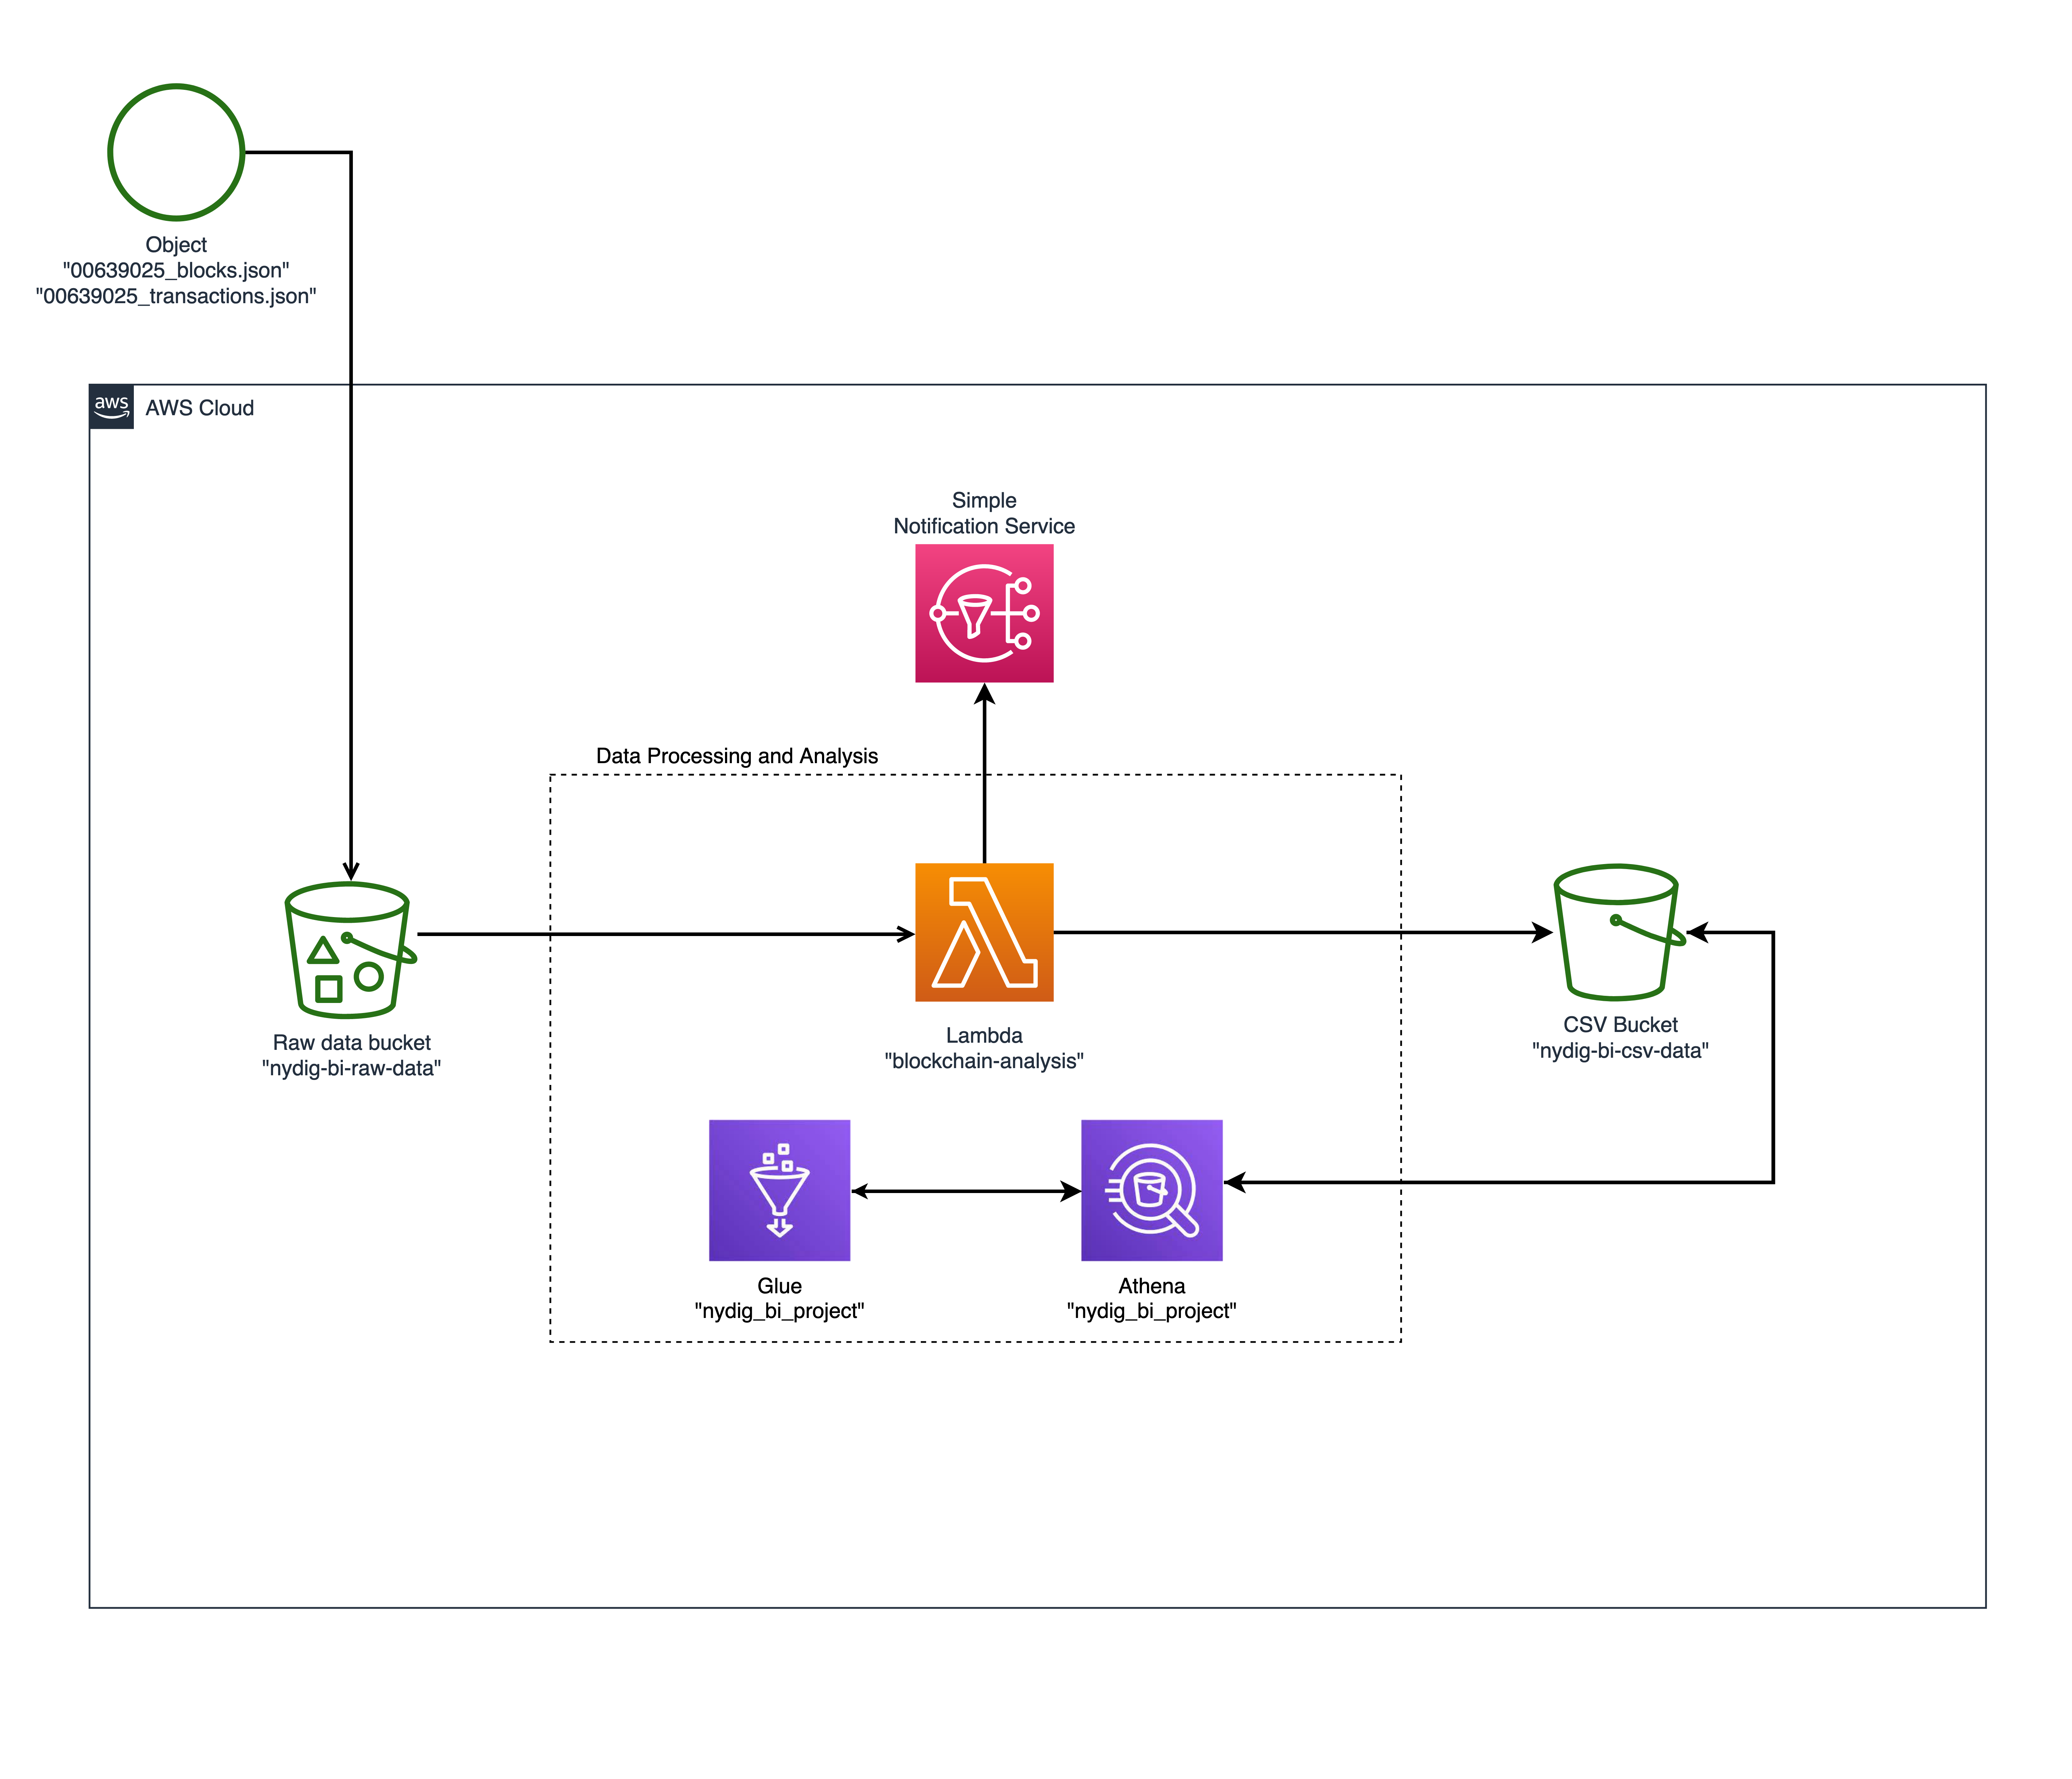 Object
"00639025_blocks.json"
"00639025_transactions.json"
aws
AWS Cloud
Simple
Notification Service
Data Processing and Analysis
Raw data bucket
"nydig-bi-raw-data"
Lambda
"blockchain-analysis"
CSV Bucket
"nydig-bi-csv-data"
Glue
"nydig_bi_project"
Athena
"nydig_bi_project"